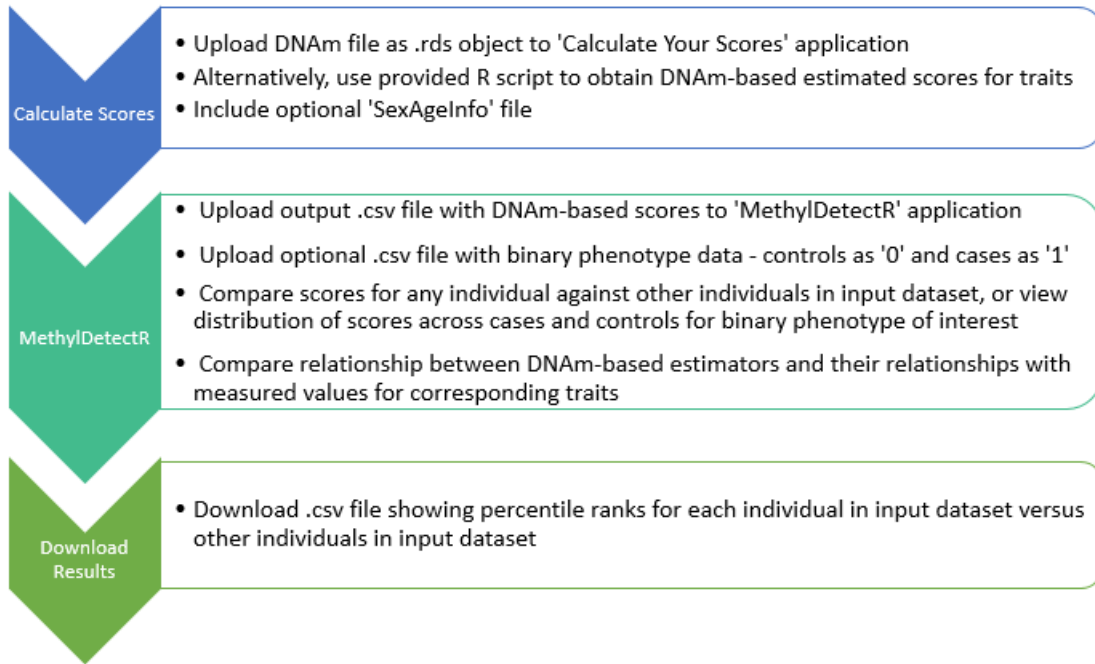 Calculate Scores
• Upload DNAm file as .rds object to 'Calculate Your Scores' application
• Alternatively, use provided R script to obtain DNAm-based estimated scores for traits
• Include optional 'SexAgeInfo' file
MethylDetectR
• Upload output .csv file with DNAm-based scores to 'MethylDetectR' application
• Upload optional .csv file with binary phenotype data - controls as '0' and cases as '1'
• Compare scores for any individual against other individuals in input dataset, or view
distribution of scores across cases and controls for binary phenotype of interest
• Compare relationship between DNAm-based estimators and their relationships with
measured values for corresponding traits
Download
Results
• Download .csv file showing percentile ranks for each individual in input dataset versus
other individuals in input dataset